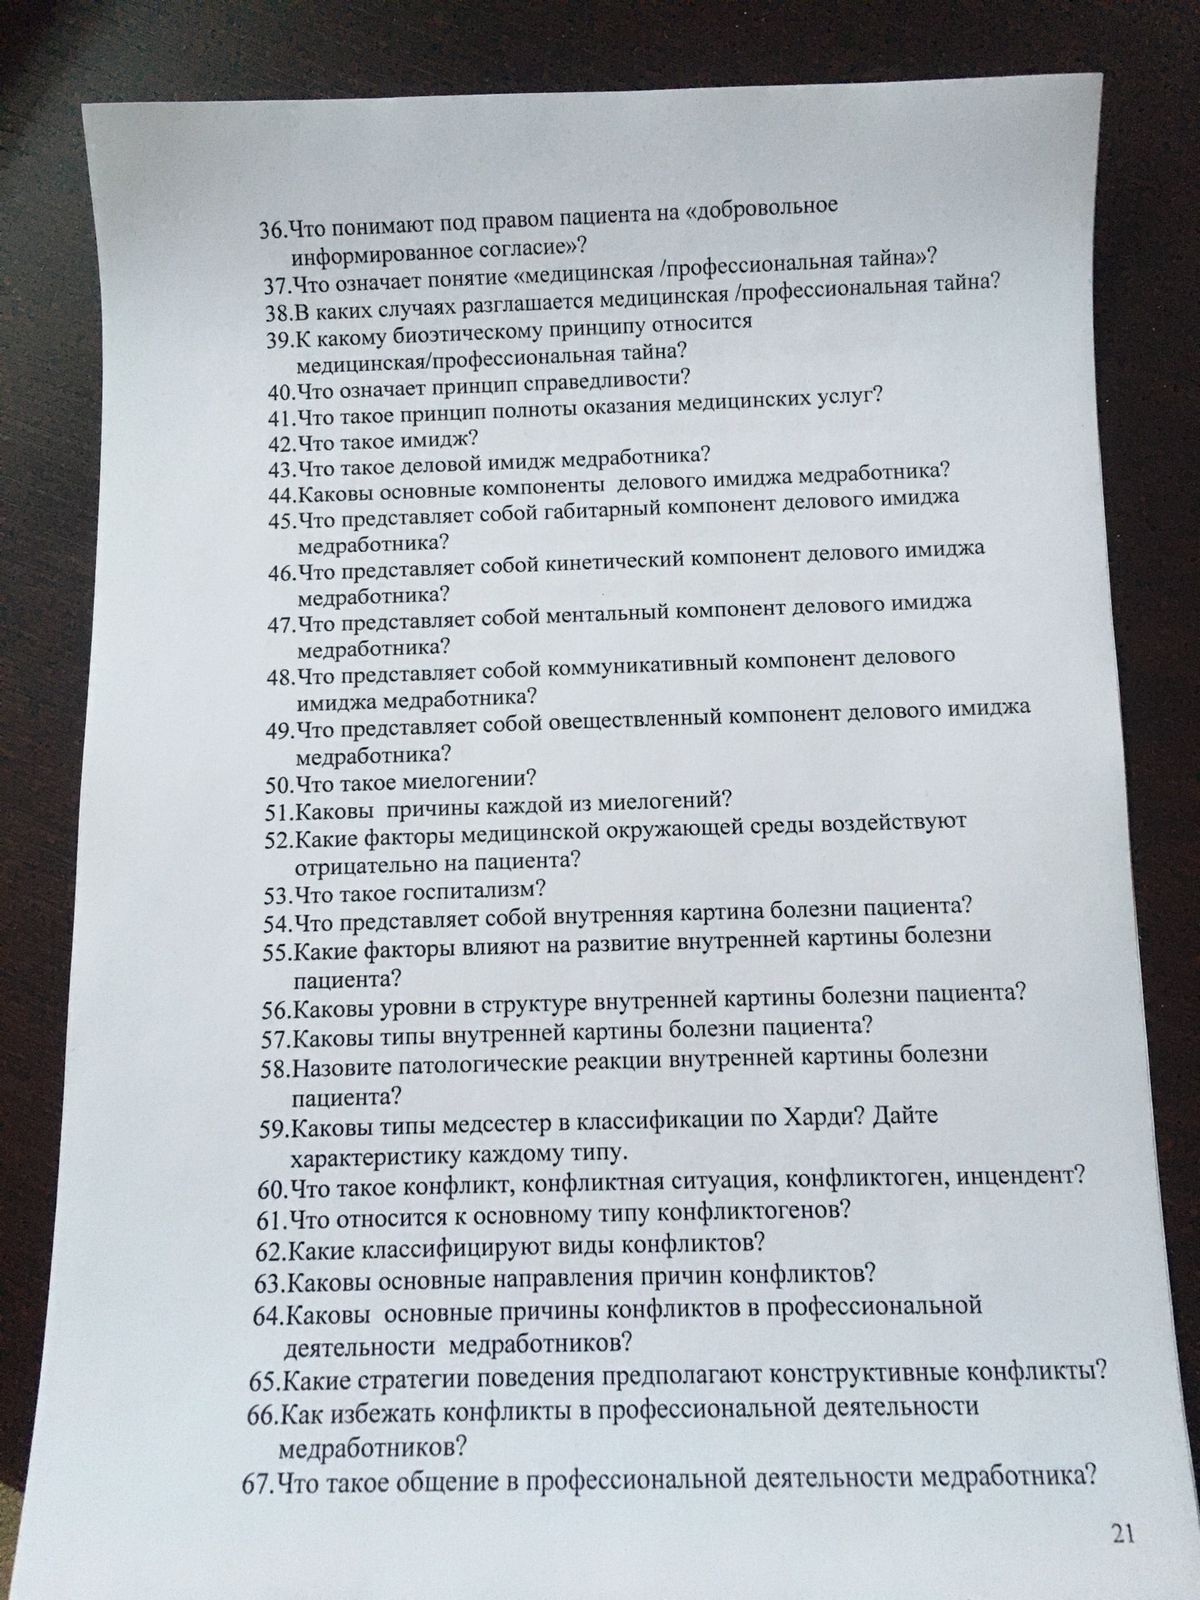 36.Что понимают под правом пациента на «добровольное
информированное согласие»?
37.Что означает понятие «медицинская /профессиональная тайна»?
38.В каких случаях разглашается медицинская /профессиональная тайна?
39.К какому биоэтическому принципу относится
медицинская/профессиональная тайна?
40.Что означает принцип справедливости?
41.Что такое принцип полноты оказания медицинских услуг?
42.Что такое имидж?
43.Что такое деловой имидж медработника?
44.Каковы основные компоненты делового имиджа медработника?
45.Что представляет собой габитарный компонент делового имиджа
медработника?
46.Что представляет собой кинетический компонент делового имиджа
медработника?
47.Что представляет собой ментальный компонент делового имиджа
медработника?
48.Что представляет собой коммуникативный компонент делового
имиджа медработника?
49.Что представляет собой овеществленный компонент делового имиджа
медработника?
50.Что такое миелогении?
51.Каковы причины каждой из миелогений?
52.Какие факторы медицинской окружающей среды воздействуют
отрицательно на пациента?
53.Что такое госпитализм?
54.Что представляет собой внутренняя картина болезни пациента?
55.Какие факторы влияют на развитие внутренней картины болезни
пациента?
56.Каковы уровни в структуре внутренней картины болезни пациента?
57.Каковы типы внутренней картины болезни пациента?
58.Назовите патологические реакции внутренней картины болезни
пациента?
59.Каковы типы медсестер в классификации по Харди? Дайте
характеристику каждому типу.
60.Что такое конфликт, конфликтная ситуация, конфликтоген, инцендент?
61.Что относится к основному типу конфликтогенов?
62.Какие классифицируют виды конфликтов?
63.Каковы основные направления причин конфликтов?
64.Каковы основные причины конфликтов в профессиональной
деятельности медработников?
65.Какие стратегии поведения предполагают конструктивные конфликты?
66.Как избежать конфликты в профессиональной деятельности
медработников?
67.Что такое общение в профессиональной деятельности медработника?
21